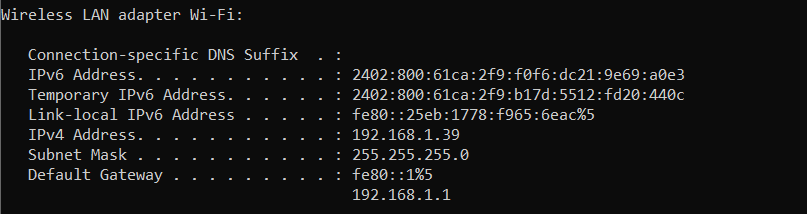 Wireless LAN adapter Wi-Fi:
Connection-specific DNS Suffix  . :
IPv6 Address. . . . . . . . . . . : 2402:800:61ca:2f9:f0f6:dc21:9e69:a0e3
Temporary IPv6 Address. . . . . . : 2402:800:61ca:2f9:b17d:5512:fd20:440c
Link-local IPv6 Address . . . . . : fe80::25eb:1778:f965:6eac%5
IPv4 Address. . . . . . . . . . . : 192.168.1.39
Subnet Mask . . . . . . . . . . . : 255.255.255.0
Default Gateway . . . . . . . . . : fe80::1%5
192.168.1.1